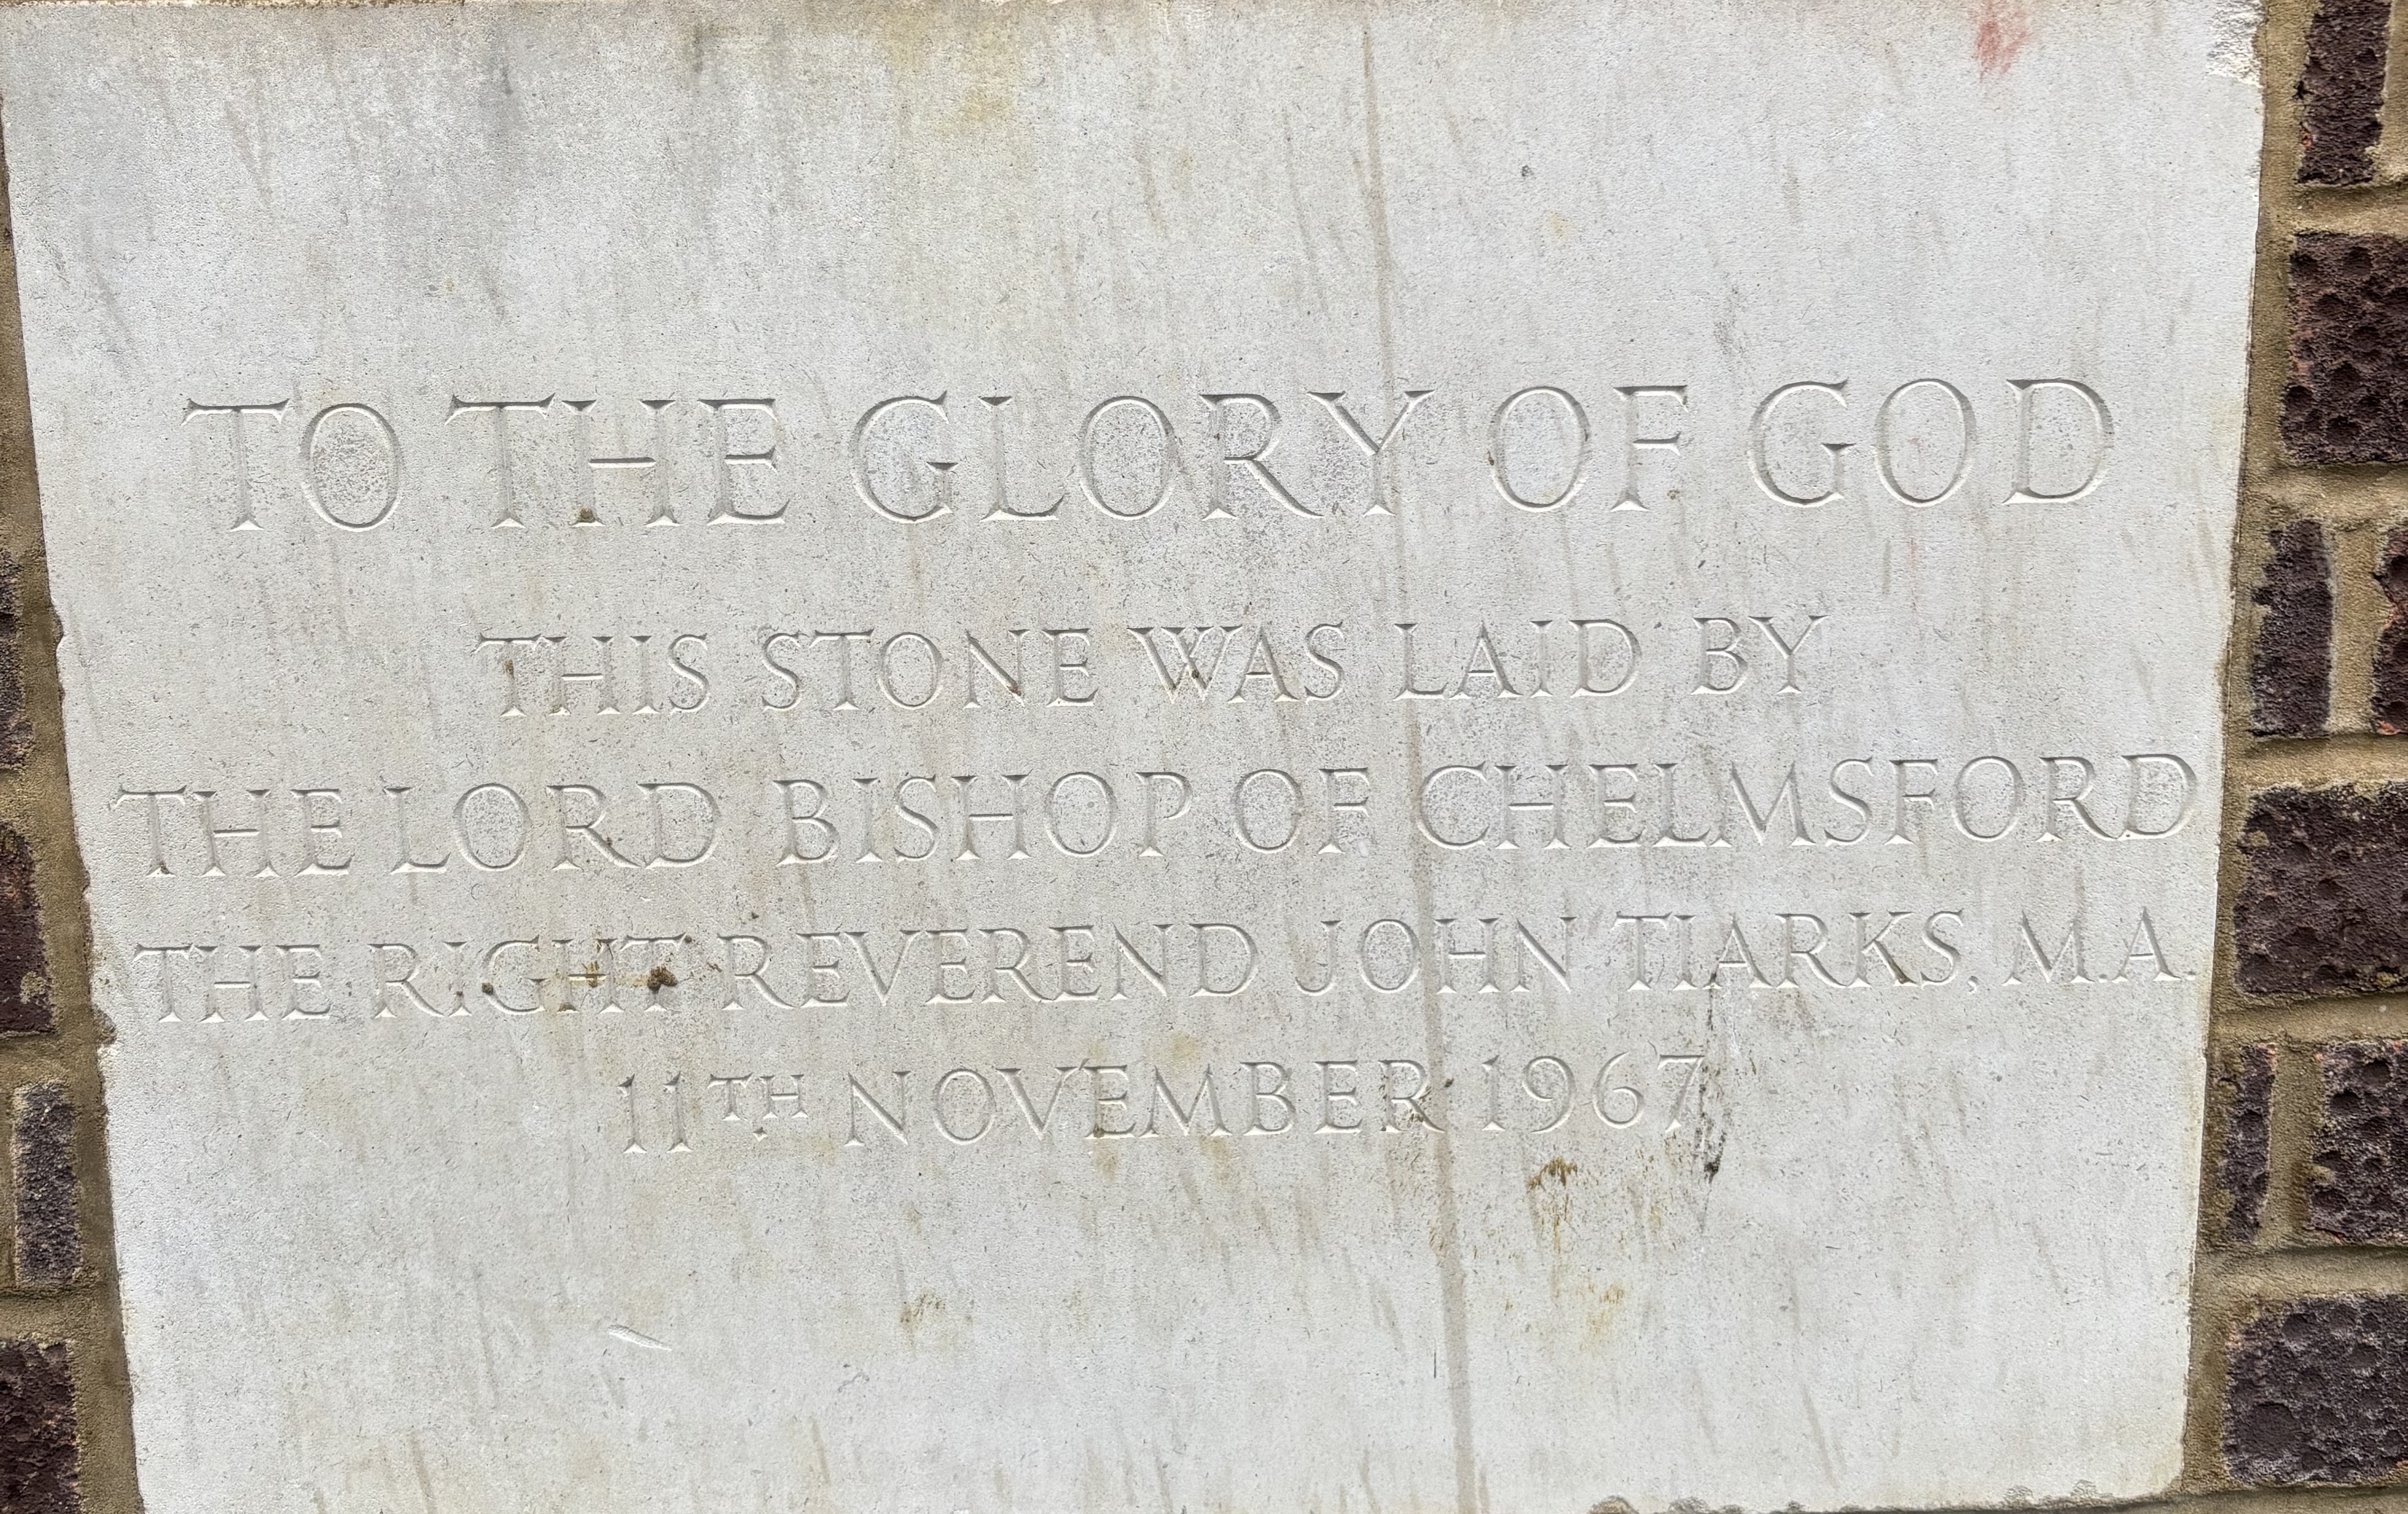 TO THE GLORY OF GOD
THIS STONE WAS LAID BY
THE LORD BISHOP OF CHELMSFORD
THE RIGHT REVEREND JOHN TIARKS, M.A.
11TH NOVEMBER 1967